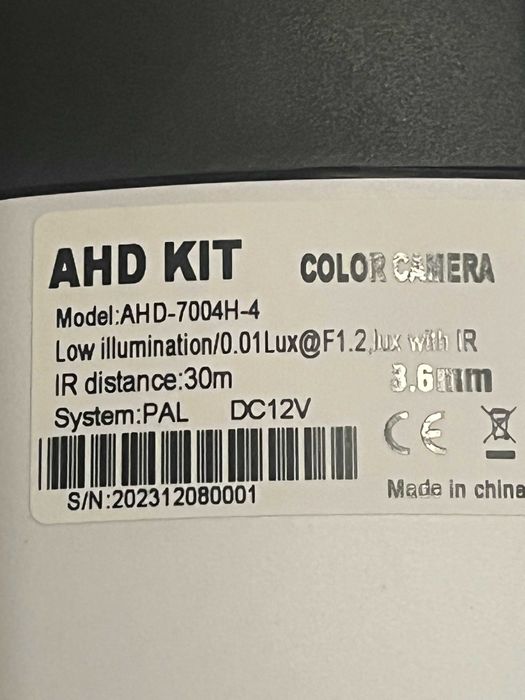 AHD KIT COLOR CAMERA
Model:AHD-7004H-4
Low illumination/0.01Lux@F1.2,lux with IR
IR distance:30m 3.6mm
System:PAL DC12V
CE
S/N:202312080001 Made in china